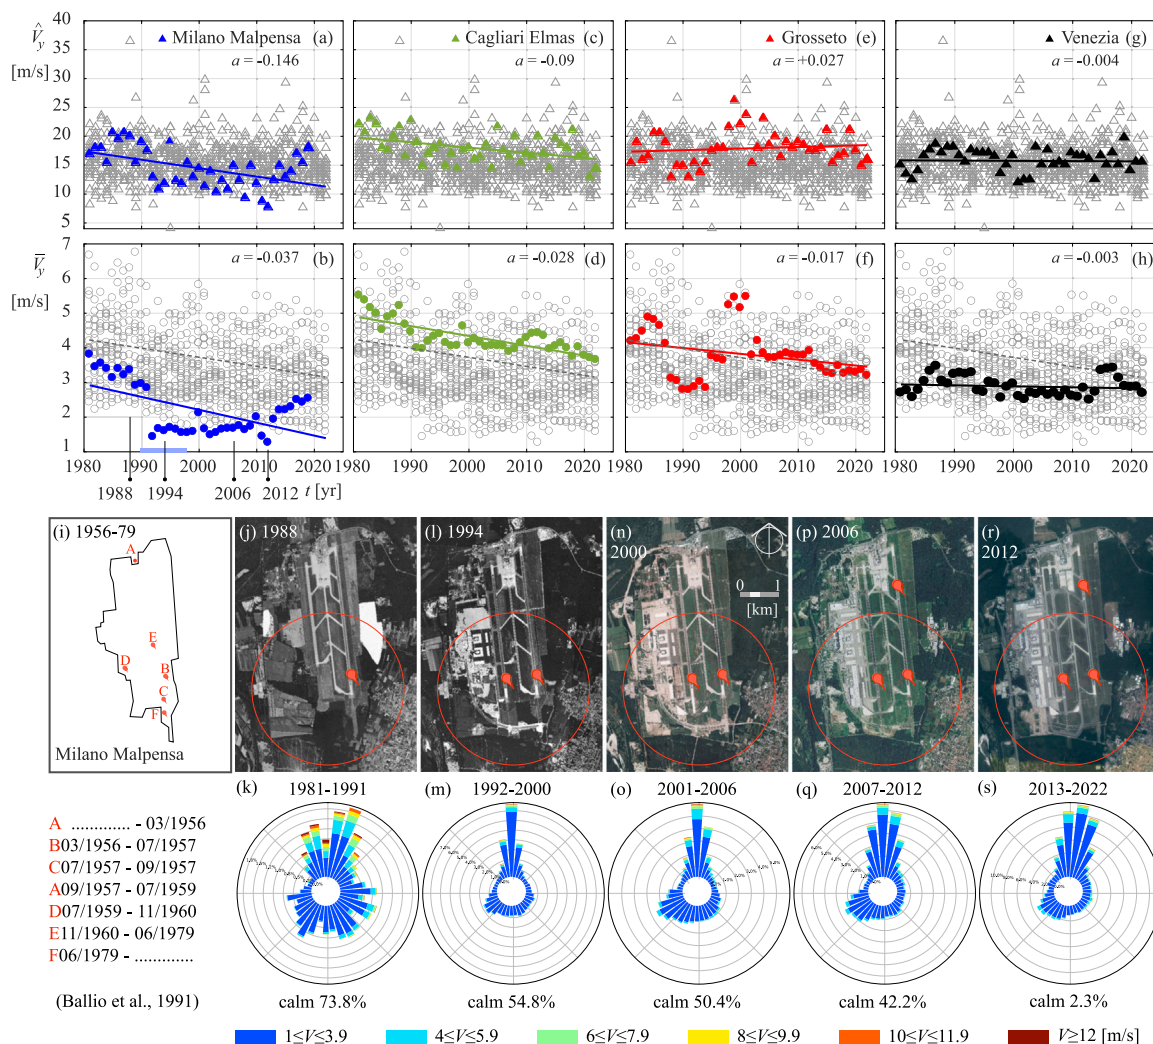 V̂y
[m/s]
40
35
30
25
20
15
10
5
Milano Malpensa (a)
a = -0.146
Cagliari Elmas (c)
a = -0.09
Grosseto (e)
a = +0.027
Venezia (g)
a = -0.004
V̄y
[m/s]
7
6
5
4
3
2
1
(b)
a = -0.037
(d)
a = -0.028
(f)
a = -0.017
(h)
a = -0.003
1980 1990 2000 2010 2020
1980 1990 2000 2010 2020
1980 1990 2000 2010 2020
1980 1990 2000 2010 2020
1988 1994 2006 2012 t [yr]
(i) 1956-79
A
E
D
B
C
F
Milano Malpensa
(j) 1988
(l) 1994
(n)
2000
0 1
[km]
(p) 2006
(r)
2012
A ............. - 03/1956
B03/1956 - 07/1957
C07/1957 - 09/1957
A09/1957 - 07/1959
D07/1959 - 11/1960
E11/1960 - 06/1979
F06/1979 - .............
(Ballio et al., 1991)
(k) 1981-1991
calm 73.8%
(m) 1992-2000
calm 54.8%
(o) 2001-2006
calm 50.4%
(q) 2007-2012
calm 42.2%
(s) 2013-2022
calm 2.3%
1≤V≤3.9 4≤V≤5.9 6≤V≤7.9 8≤V≤9.9 10≤V≤11.9 V≥12 [m/s]